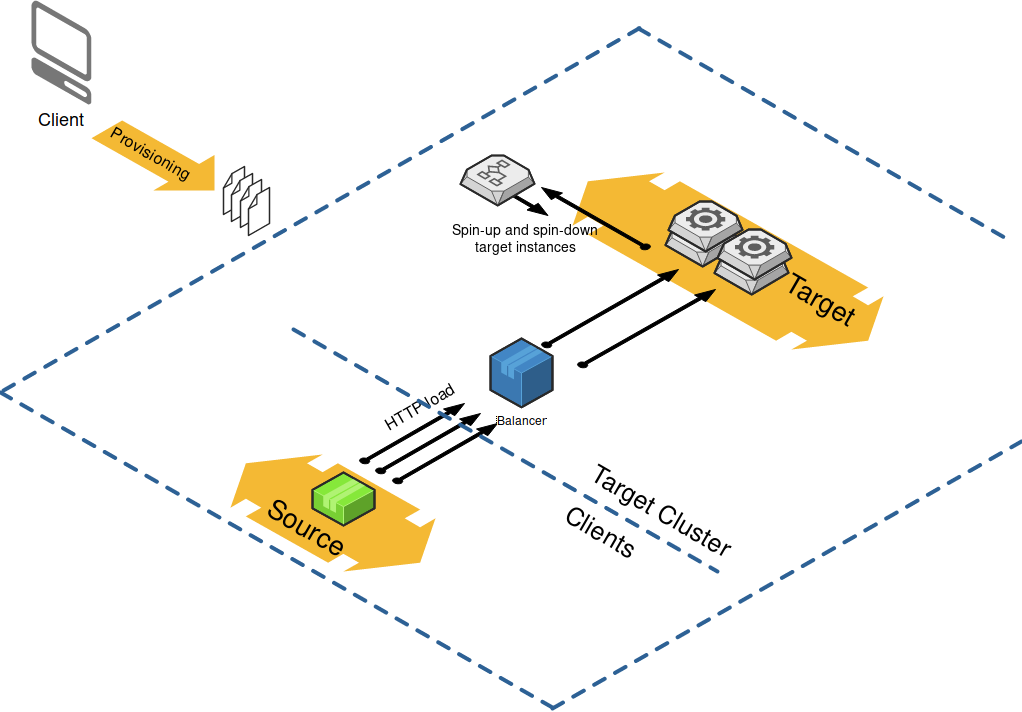 Client
Provisioning
Spin-up and spin-down
target instances
Target
HTTP load
Balancer
Source
Target Cluster
Clients